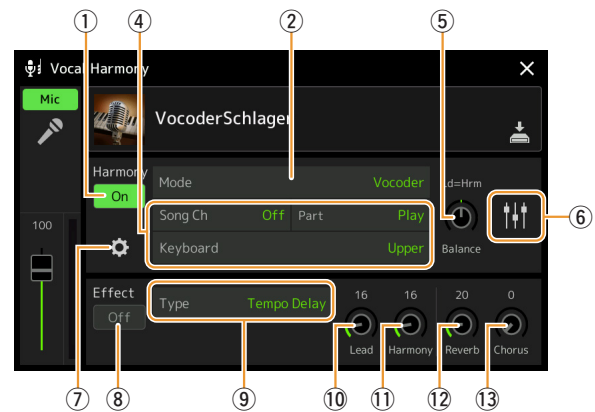 ① ④ ② ⑤
Vocal Harmony
Mic
VocoderSchlager
Harmony
On
Mode Vocoder
Ld=Hrm
Song Ch Off Part Play
Keyboard Upper
Balance
⑥
100
Effect
Off
Type Tempo Delay
16 16 20 0
Lead Harmony Reverb Chorus
⑦ ⑧ ⑨ ⑩ ⑪ ⑫ ⑬